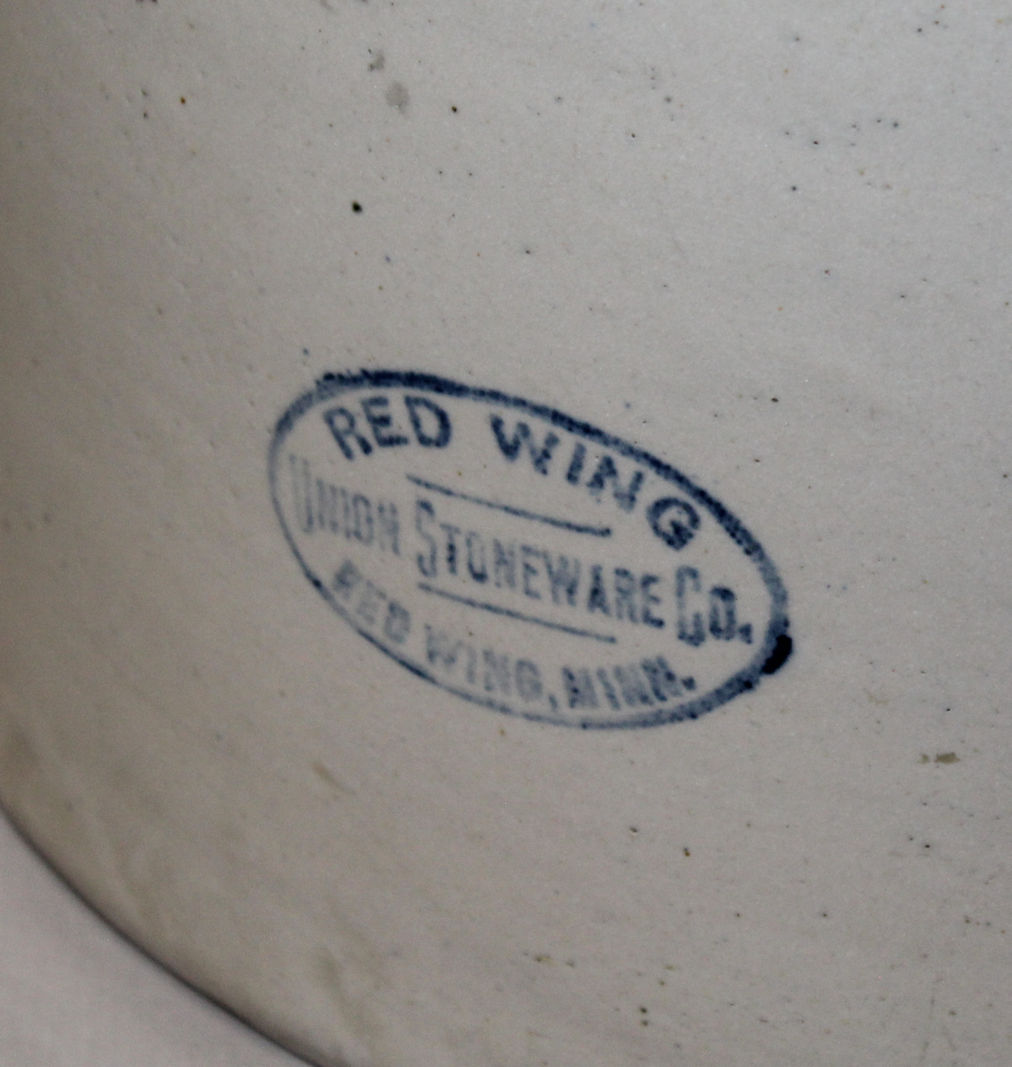 RED WING
UNION STONEWARE CO.
RED WING, MINN.